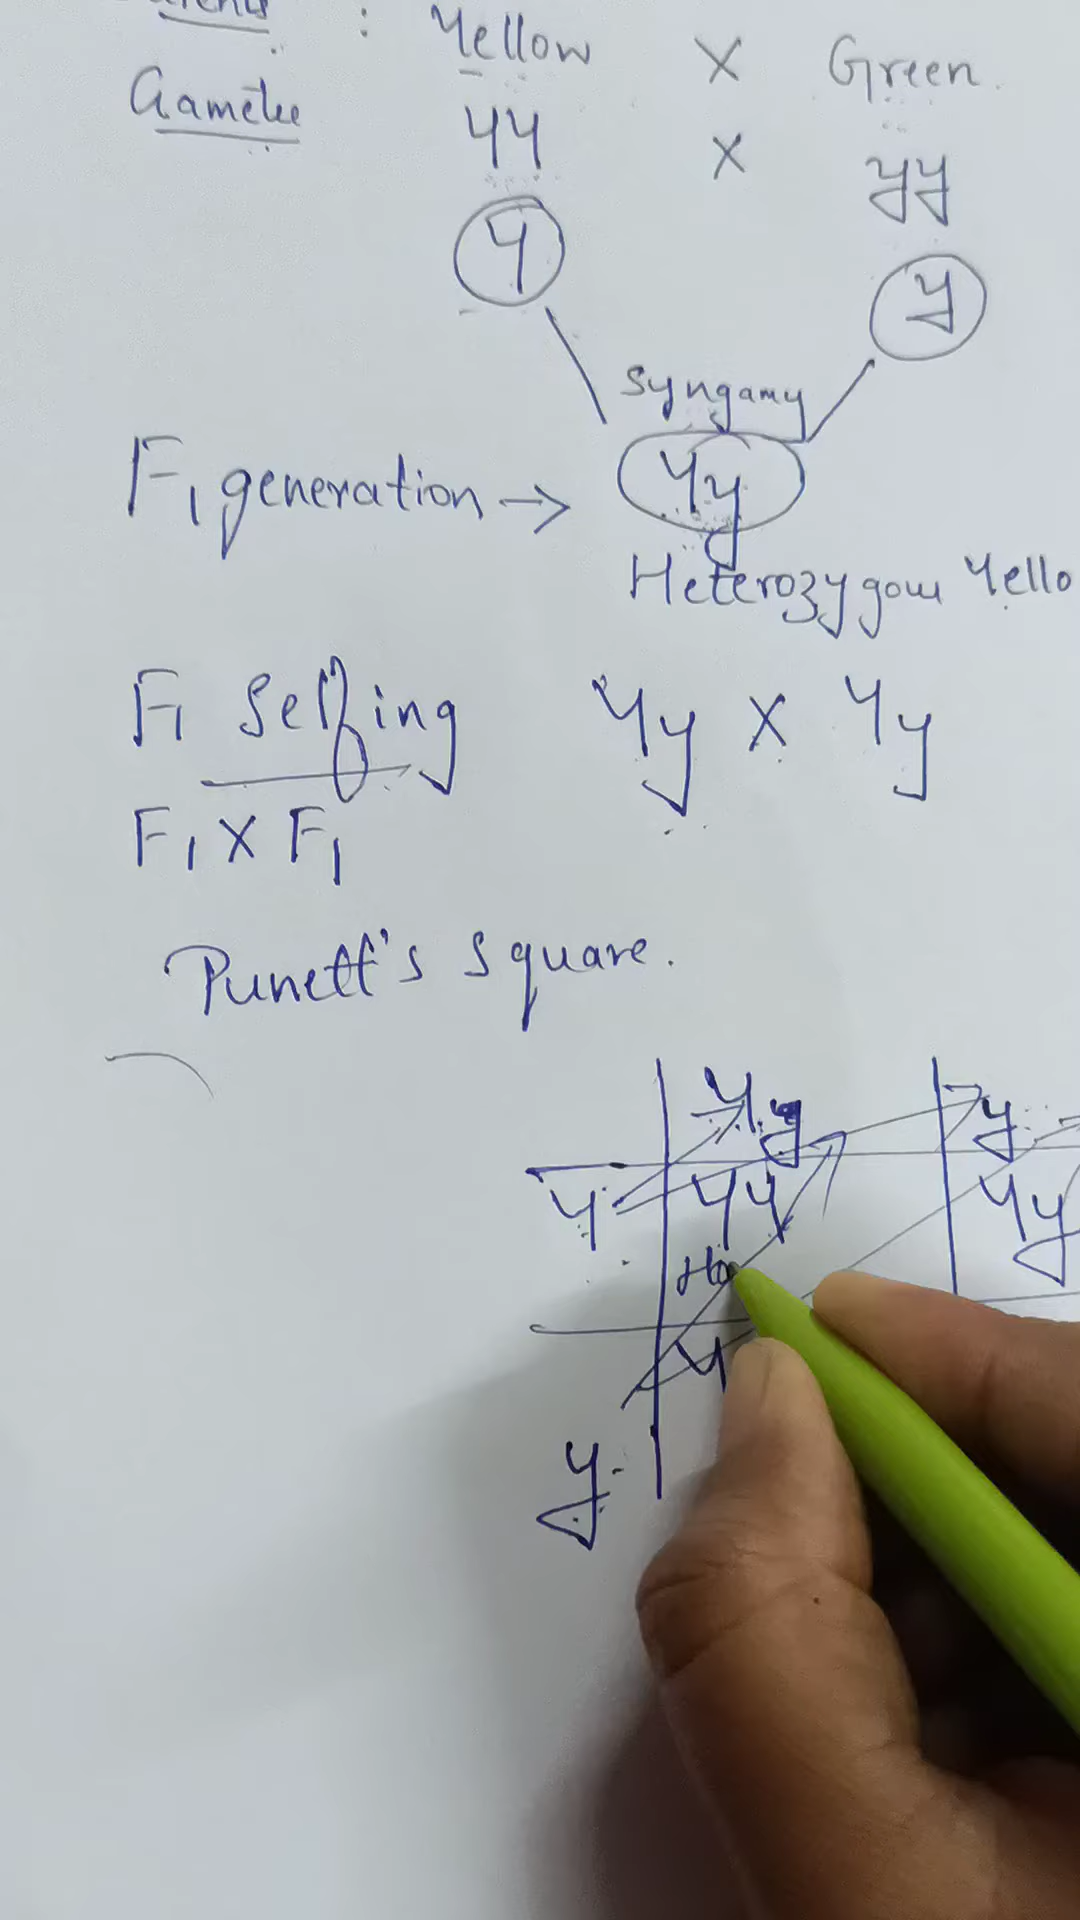 : Yellow X Green.
Gamete YY X yy
Y y
Syngamy
F1 generation → Yy
Heterozygous Yello
F1 Selfing Yy X Yy
F1 X F1
Punett's square.
Y y y
Y YY Yy
Ho
Y
y